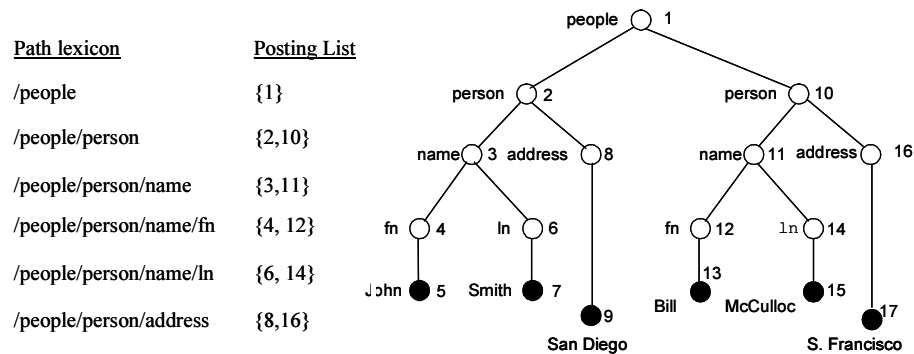 Path lexicon Posting List
/people {1}
/people/person {2,10}
/people/person/name {3,11}
/people/person/name/fn {4, 12}
/people/person/name/ln {6, 14}
/people/person/address {8,16}
people 1
person 2 person 10
name 3 address 8 name 11 address 16
fn 4 ln 6 fn 12 ln 14
John 5 Smith 7 Bill 13 McCulloc 15
9 17
San Diego S. Francisco